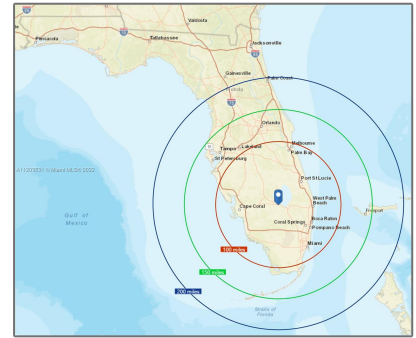 Valdosta
Pensacola
Tallahassee
Jacksonville
Gainesville
Palm Coast
Florida
Orlando
Tampo
Lakeland
St Petersburg
Melbourne
Palm Bay
Port St Lucie
Cape Coral
West Palm
Beach
Boca Raton
Coral Springs
Pompano Beach
Miami
Freeport
Gulf of
Mexico
100 miles
150 miles
200 miles
Straits of
Florida